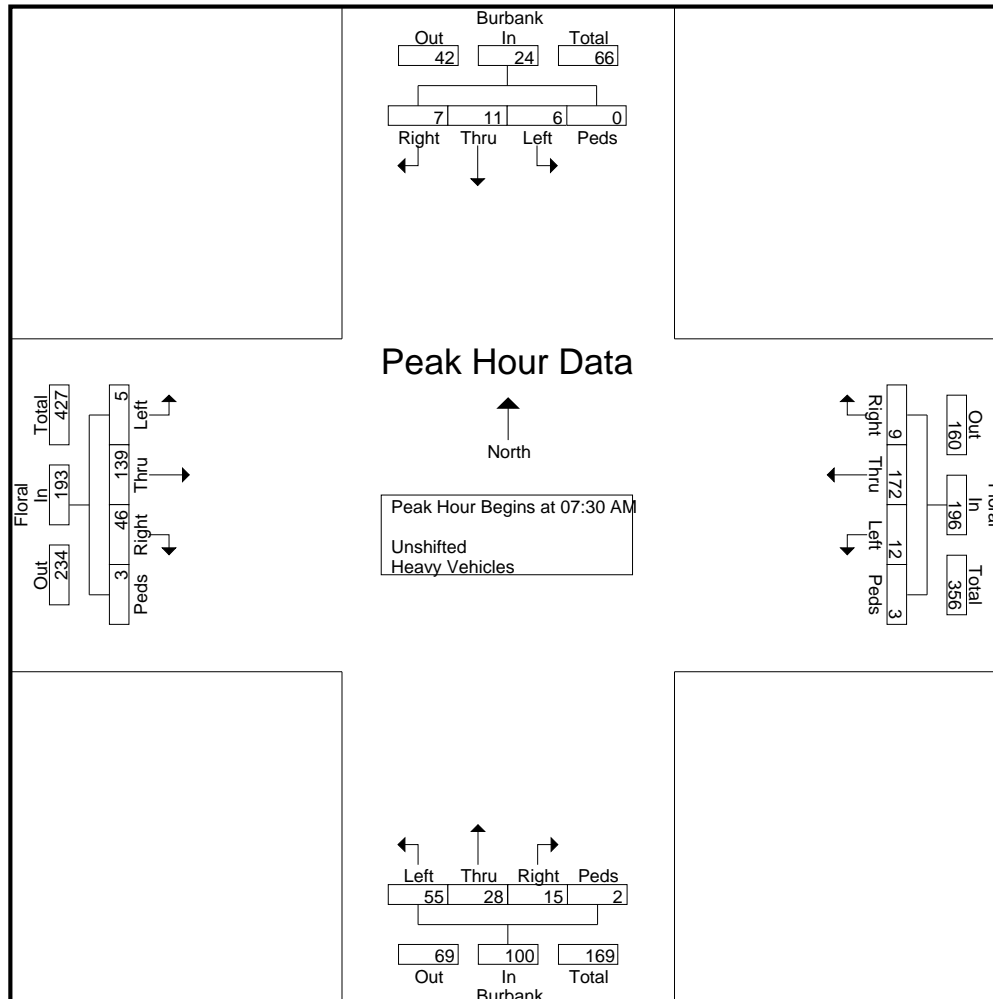 Burbank
Out In Total
42 24 66
7 11 6 0
Right Thru Left Peds
Peak Hour Data
North
Peak Hour Begins at 07:30 AM
Unshifted
Heavy Vehicles
Floral
Out In Total
234 193 427
Left Thru Right Peds
5 139 46 3
Right Thru Left Peds
9 172 12 3
Out In Total
160 196 356
Left Thru Right Peds
55 28 15 2
69 100 169
Out In Total
Burbank